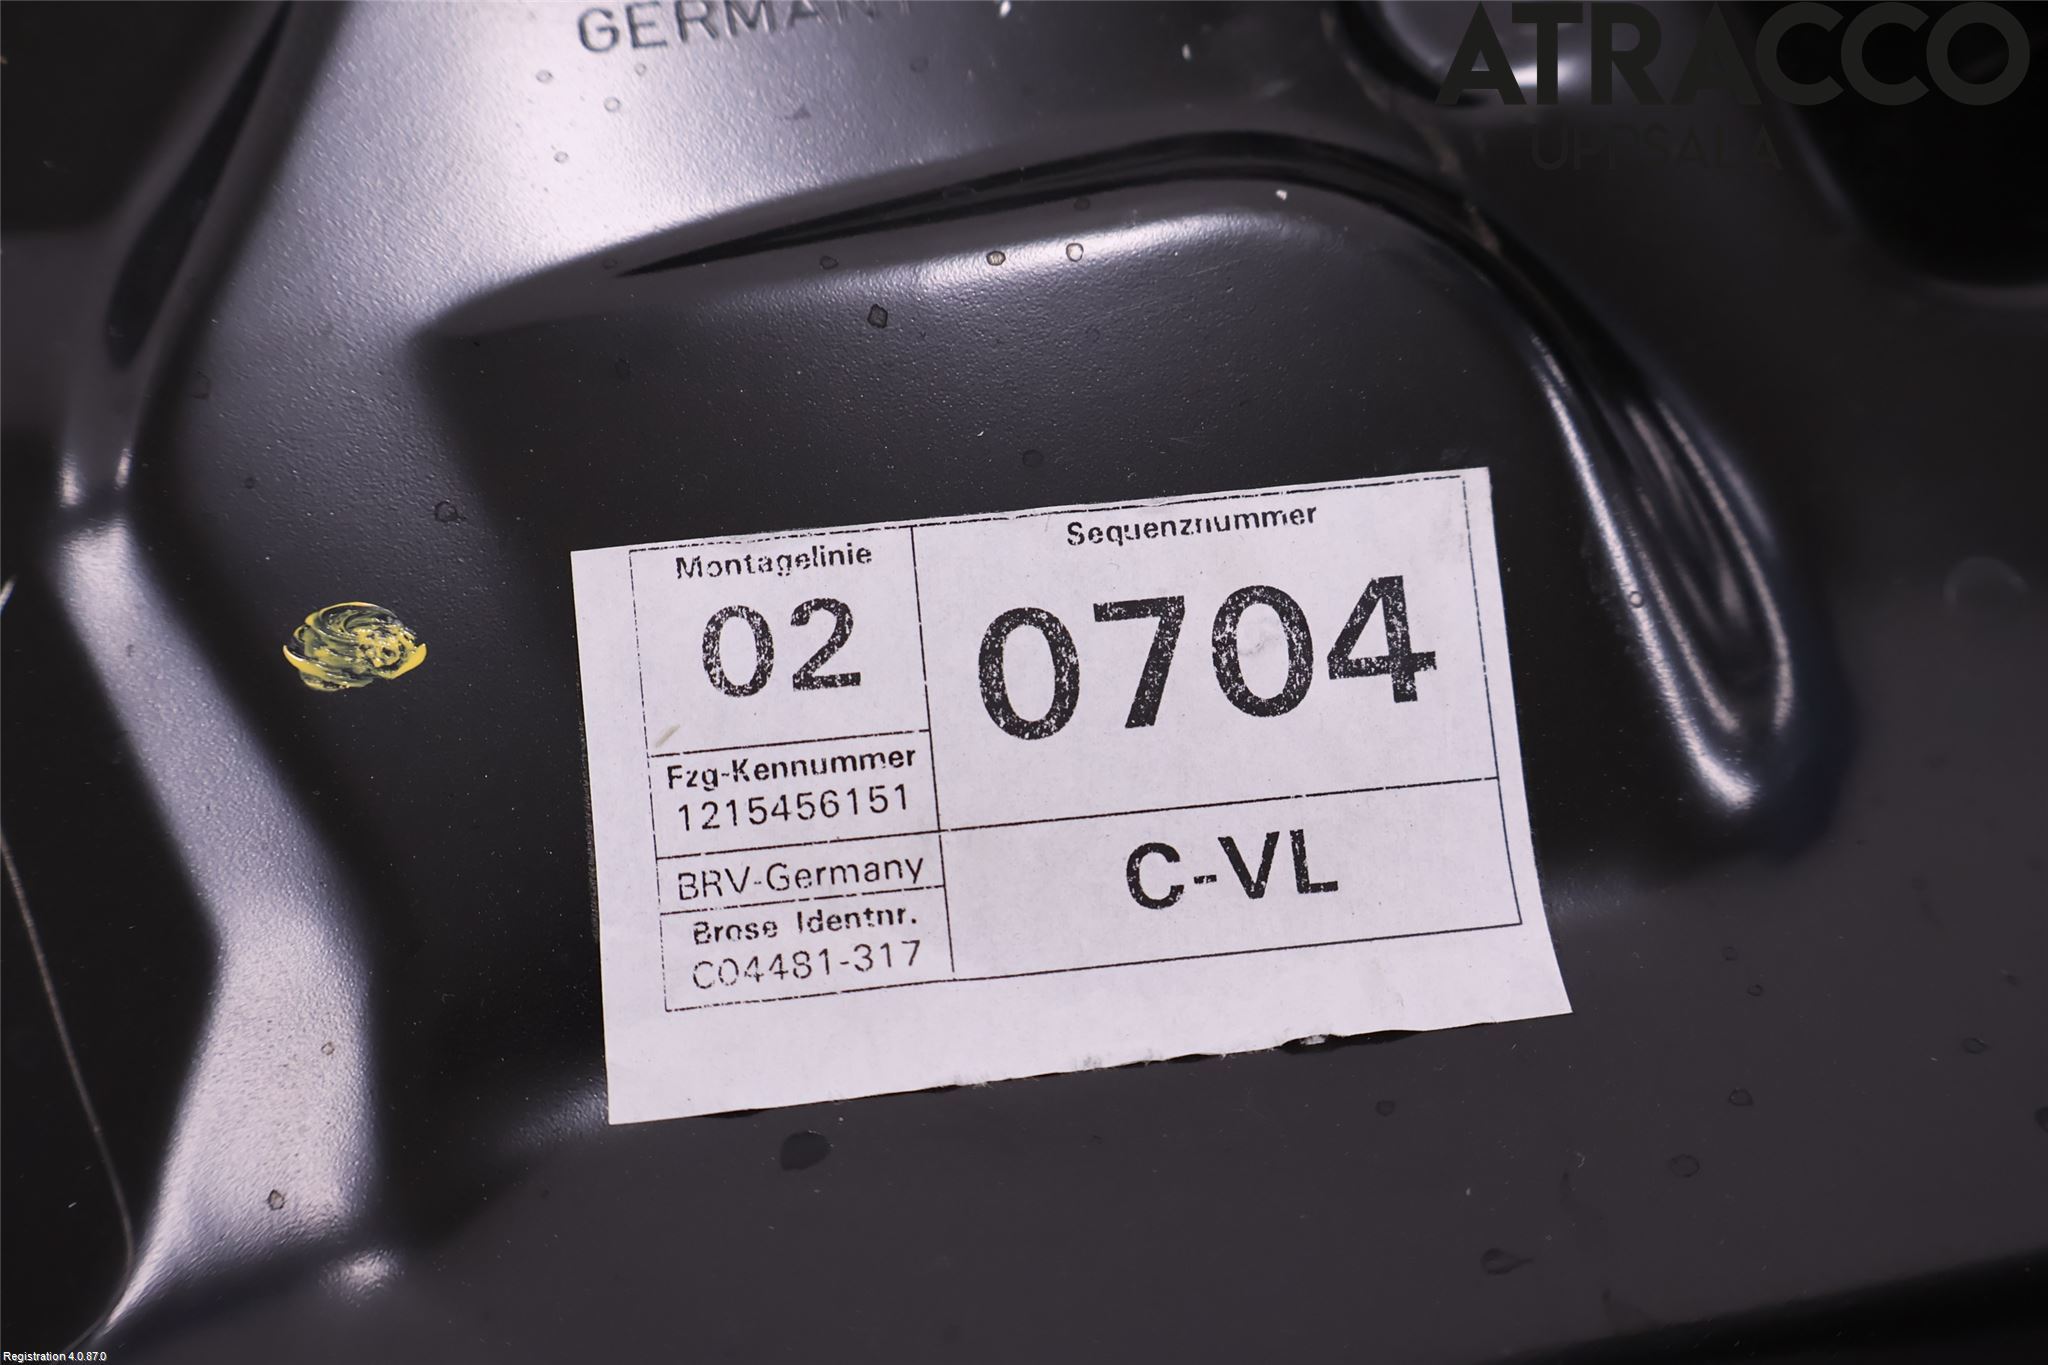 GERMANY
ATRACCO
UPPSALA
Montagelinie
02
Sequenznummer
0704
Fzg-Kennummer
1215456151
BRV-Germany
Brose Identnr.
C04481-317
C-VL
Registration 4.0.87.0